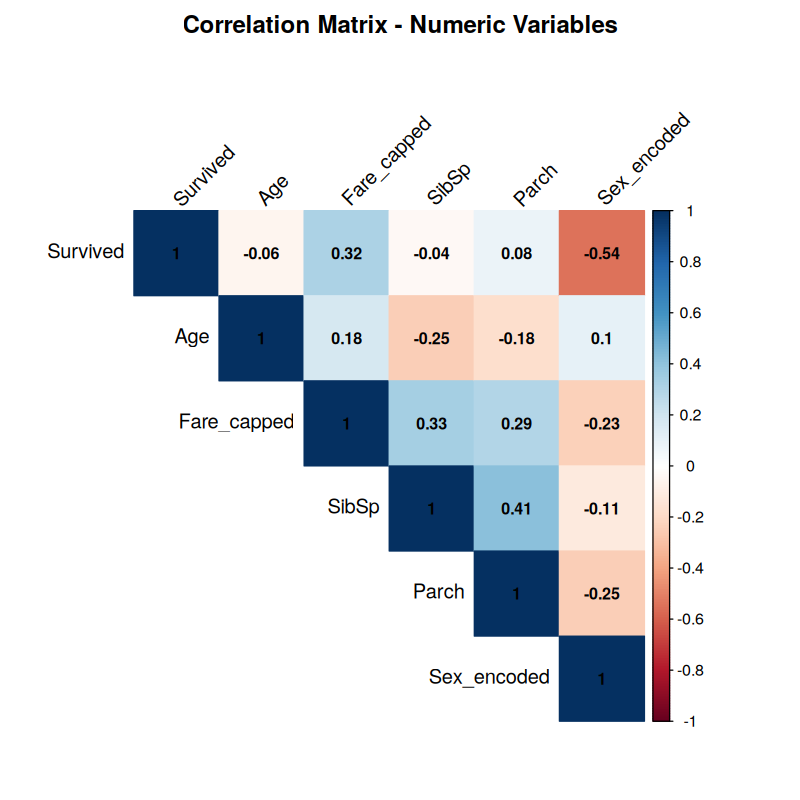 Correlation Matrix - Numeric Variables
Survived
Age
Fare_capped
SibSp
Parch
Sex_encoded
Survived 1 -0.06 0.32 -0.04 0.08 -0.54
Age 1 0.18 -0.25 -0.18 0.1
Fare_capped 1 0.33 0.29 -0.23
SibSp 1 0.41 -0.11
Parch 1 -0.25
Sex_encoded 1
1
0.8
0.6
0.4
0.2
0
-0.2
-0.4
-0.6
-0.8
-1